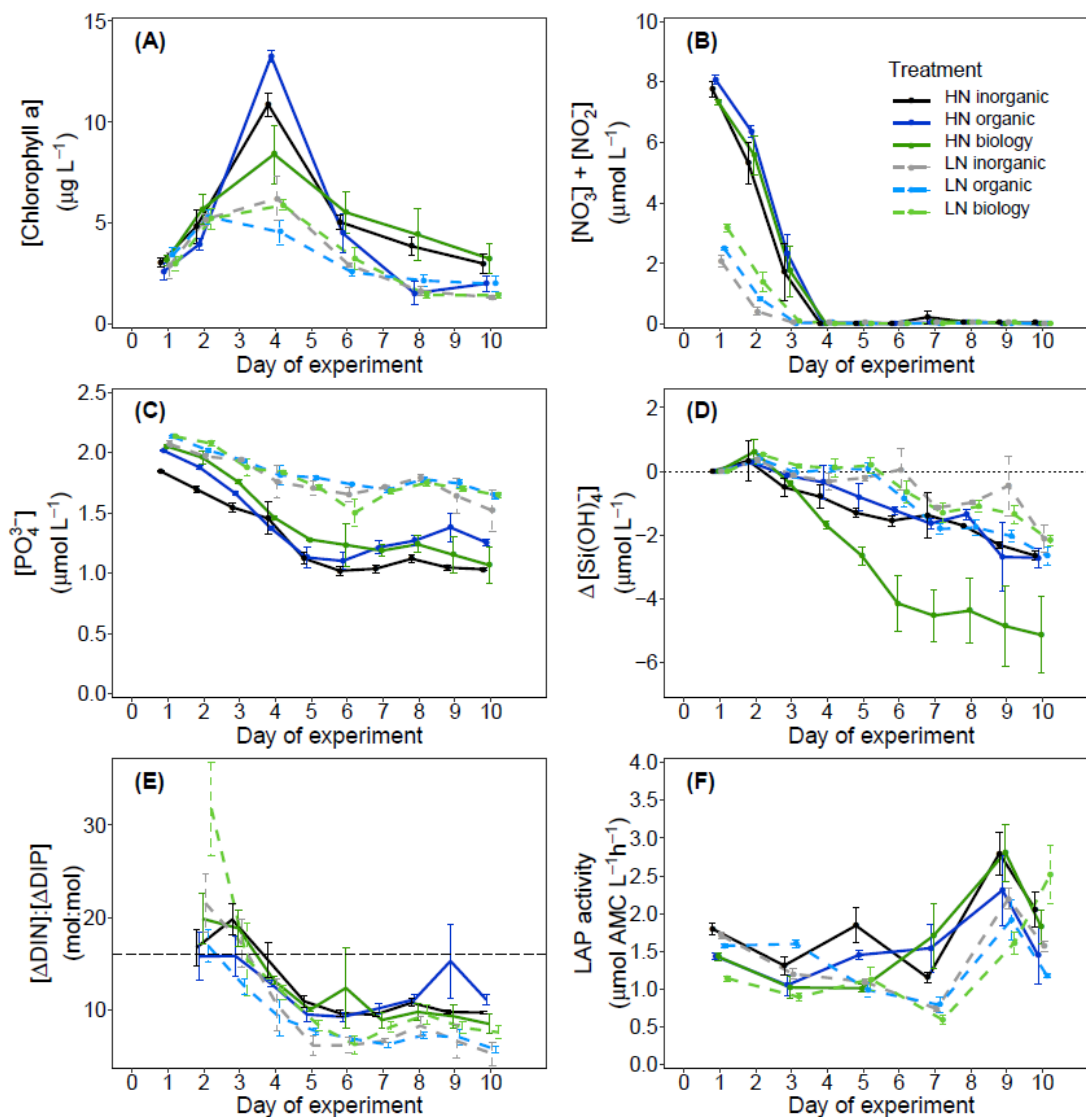 (A)
[Chlorophyll a]
(μg L⁻¹)
15
10
5
0
0 1 2 3 4 5 6 7 8 9 10
Day of experiment
(B)
[NO₃⁻] + [NO₂⁻]
(μmol L⁻¹)
10
8
6
4
2
0
Treatment
HN inorganic
HN organic
HN biology
LN inorganic
LN organic
LN biology
0 1 2 3 4 5 6 7 8 9 10
Day of experiment
(C)
[PO₄³⁻]
(μmol L⁻¹)
2.5
2.0
1.5
1.0
0.5
0.0
0 1 2 3 4 5 6 7 8 9 10
Day of experiment
(D)
Δ [Si(OH)₄⁻]
(μmol L⁻¹)
2
0
−2
−4
−6
0 1 2 3 4 5 6 7 8 9 10
Day of experiment
(E)
[ΔDIN]:[ΔDIP]
(mol:mol)
30
20
10
0 1 2 3 4 5 6 7 8 9 10
Day of experiment
(F)
LAP activity
(μmol AMC L⁻¹h⁻¹)
4.0
3.5
3.0
2.5
2.0
1.5
1.0
0.5
0.0
0 1 2 3 4 5 6 7 8 9 10
Day of experiment